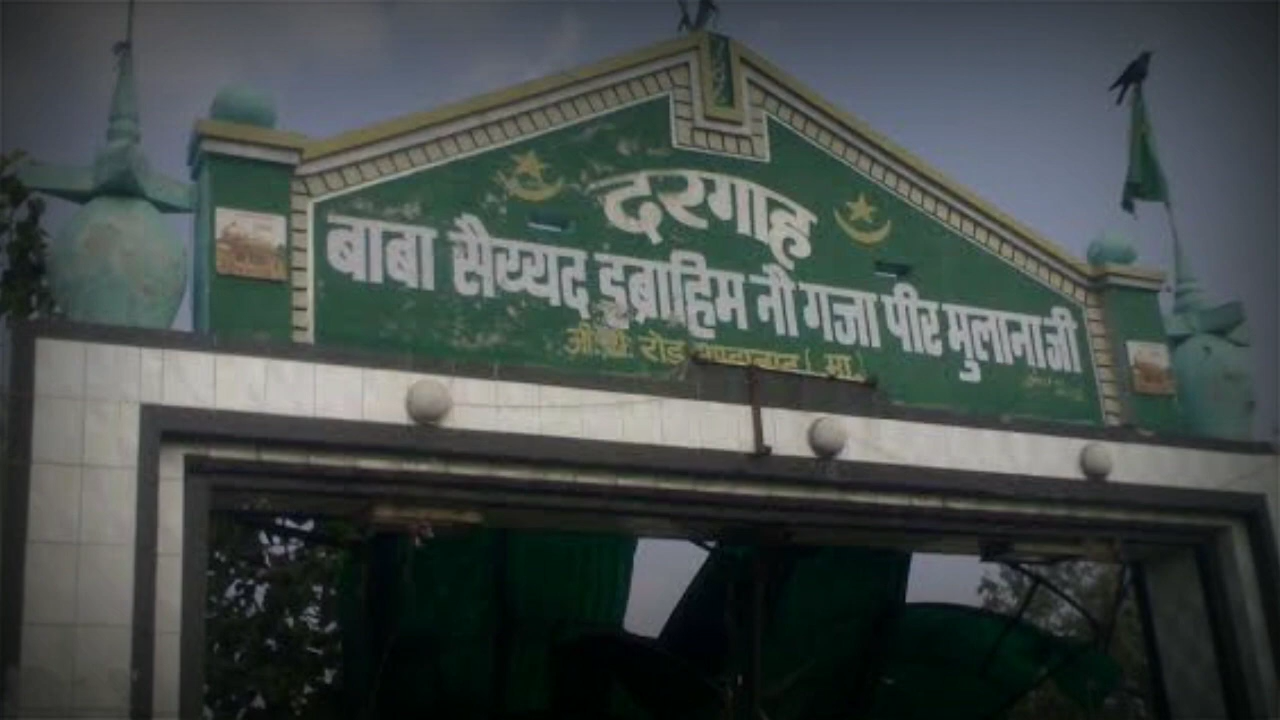 दरगाह
बाबा सैय्यद इब्राहिम नौ गजा पीर मुलानाजी
जी.टी. रोड